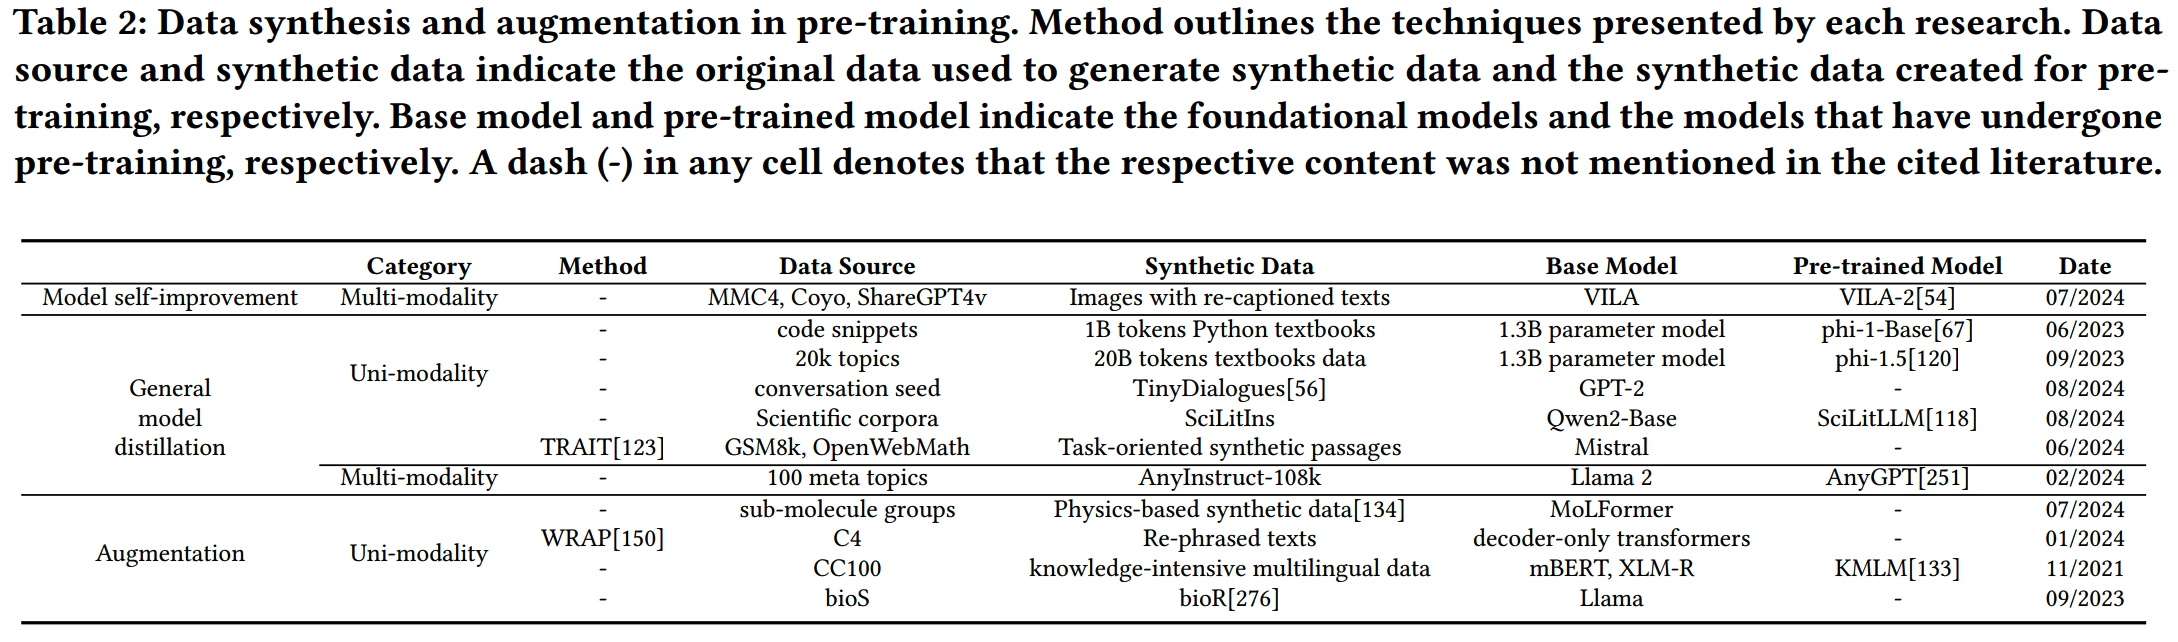 Table 2: Data synthesis and augmentation in pre-training. Method outlines the techniques presented by each research. Data
source and synthetic data indicate the original data used to generate synthetic data and the synthetic data created for pre-
training, respectively. Base model and pre-trained model indicate the foundational models and the models that have undergone
pre-training, respectively. A dash (-) in any cell denotes that the respective content was not mentioned in the cited literature.
Category Method Data Source Synthetic Data Base Model Pre-trained Model Date
Model self-improvement Multi-modality - MMC4, Coyo, ShareGPT4v Images with re-captioned texts VILA VILA-2[54] 07/2024
General
model
distillation
Uni-modality
- code snippets 1B tokens Python textbooks 1.3B parameter model phi-1-Base[67] 06/2023
- 20k topics 20B tokens textbooks data 1.3B parameter model phi-1.5[120] 09/2023
- conversation seed TinyDialogues[56] GPT-2 - 08/2024
- Scientific corpora SciLitIns Qwen2-Base SciLitLLM[118] 08/2024
TRAIT[123] GSM8k, OpenWebMath Task-oriented synthetic passages Mistral - 06/2024
Multi-modality - 100 meta topics AnyInstruct-108k Llama 2 AnyGPT[251] 02/2024
Augmentation
Uni-modality
- sub-molecule groups Physics-based synthetic data[134] MoLFormer - 07/2024
WRAP[150] C4 Re-phrased texts decoder-only transformers - 01/2024
- CC100 knowledge-intensive multilingual data mBERT, XLM-R KMLM[133] 11/2021
- bioS bioR[276] Llama - 09/2023